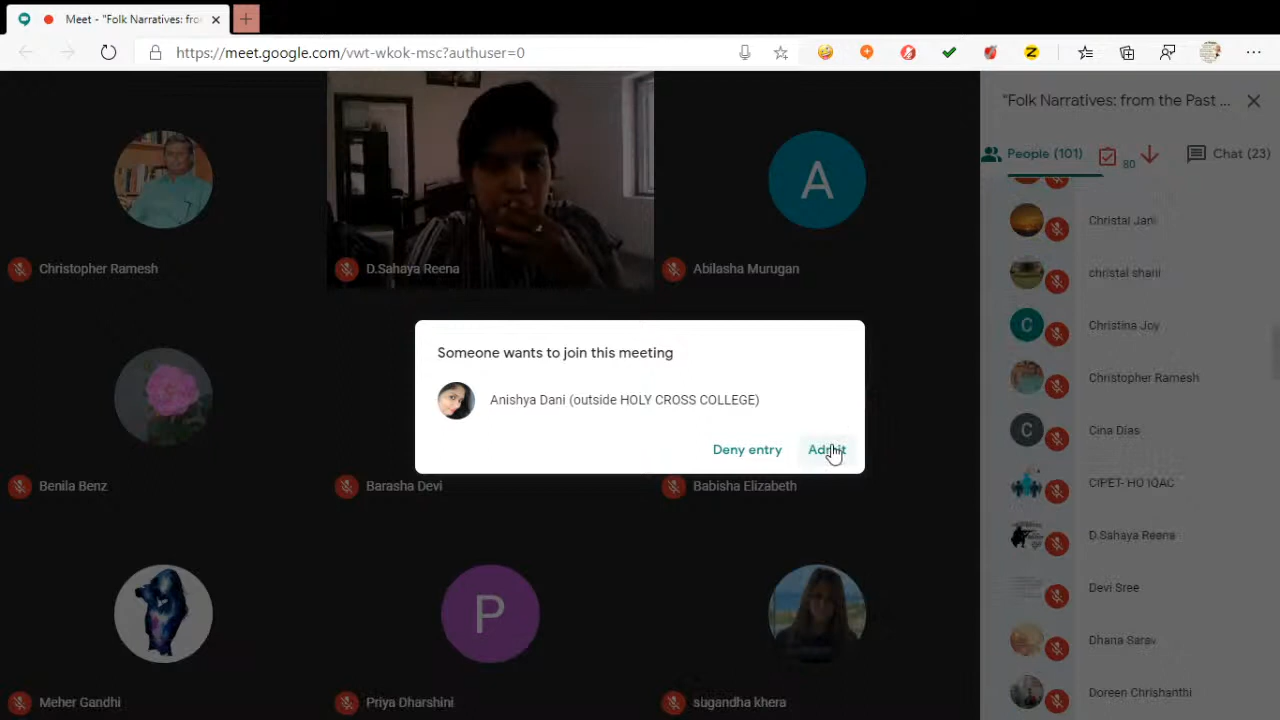 Meet - "Folk Narratives: fro
https://meet.google.com/vwt-wkok-msc?authuser=0
"Folk Narratives: from the Past ...
People (101)
80
Chat (23)
Christopher Ramesh
D.Sahaya Reena
A
Abilasha Murugan
Someone wants to join this meeting
Anishya Dani (outside HOLY CROSS COLLEGE)
Deny entry
Admit
Benila Benz
Barasha Devi
Babisha Elizabeth
Meher Gandhi
P
Priya Dharshini
sugandha khera
Christal Jani
christal sharil
C
Christina Joy
Christopher Ramesh
C
Cina Dias
CIPET- HO IQAC
D.Sahaya Reena
Devi Sree
Dhana Sarav
Doreen Chrishanthi